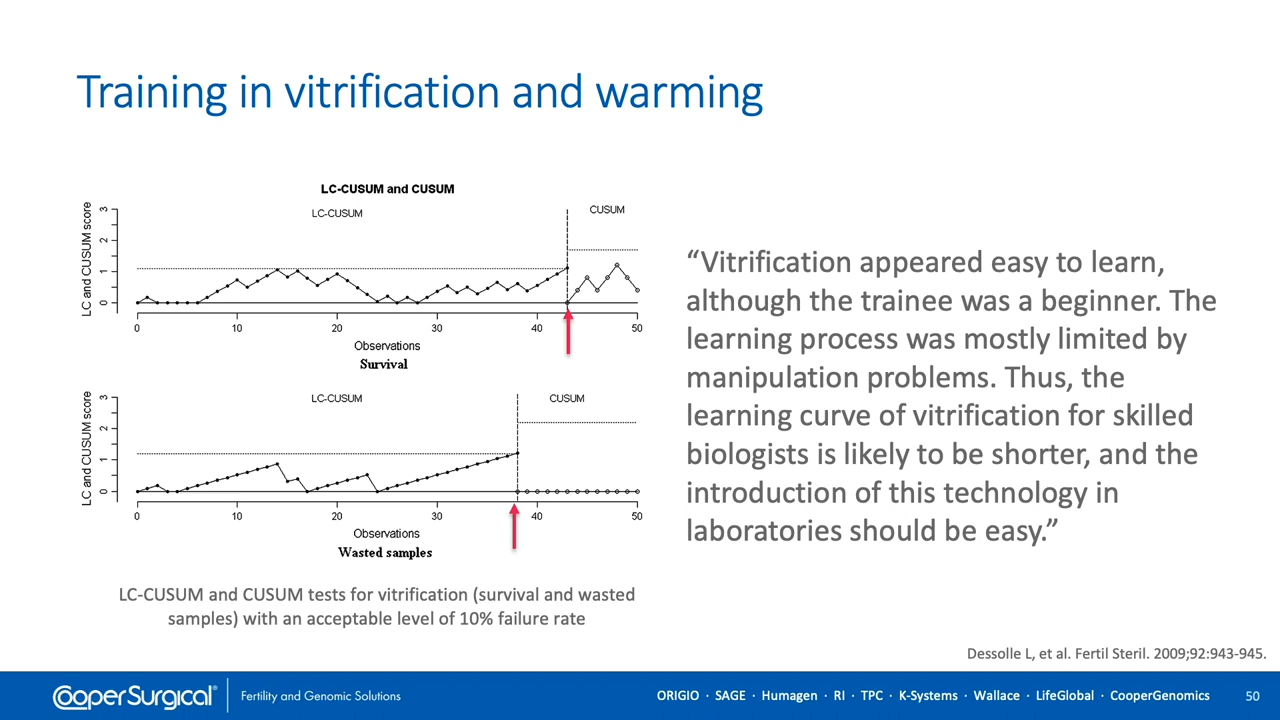 Training in vitrification and warming
LC-CUSUM and CUSUM
LC-CUSUM
CUSUM
LC and CUSUM score
3
2
1
0
0
10
20
30
40
50
Observations
Survival
LC-CUSUM
CUSUM
LC and CUSUM score
3
2
1
0
0
10
20
30
40
50
Observations
Wasted samples
LC-CUSUM and CUSUM tests for vitrification (survival and wasted
samples) with an acceptable level of 10% failure rate
“Vitrification appeared easy to learn,
although the trainee was a beginner. The
learning process was mostly limited by
manipulation problems. Thus, the
learning curve of vitrification for skilled
biologists is likely to be shorter, and the
introduction of this technology in
laboratories should be easy.”
Dessolle L, et al. Fertil Steril. 2009;92:943-945.
CooperSurgical® Fertility and Genomic Solutions
ORIGIO · SAGE · Humagen · RI · TPC · K-Systems · Wallace · LifeGlobal · CooperGenomics
50